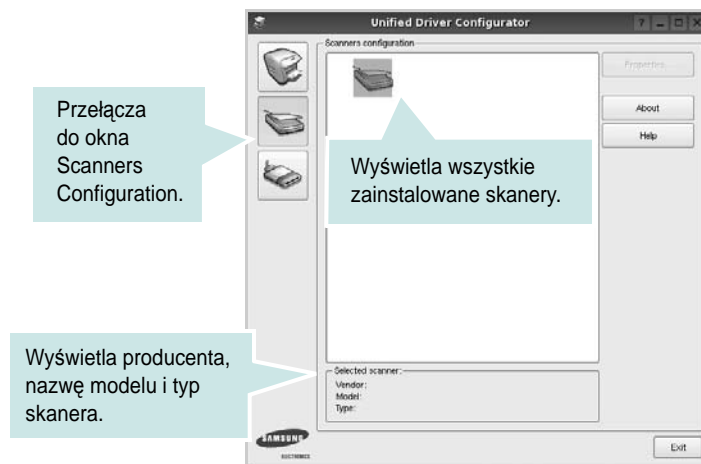 Unified Driver Configurator
Scanners configuration
Properties...
About
Help
Przełącza
do okna
Scanners
Configuration.
Wyświetla wszystkie
zainstalowane skanery.
Wyświetla producenta,
nazwę modelu i typ
skanera.
Selected scanner:
Vendor:
Model:
Type:
SAMSUNG
ELECTRONICS
Exit